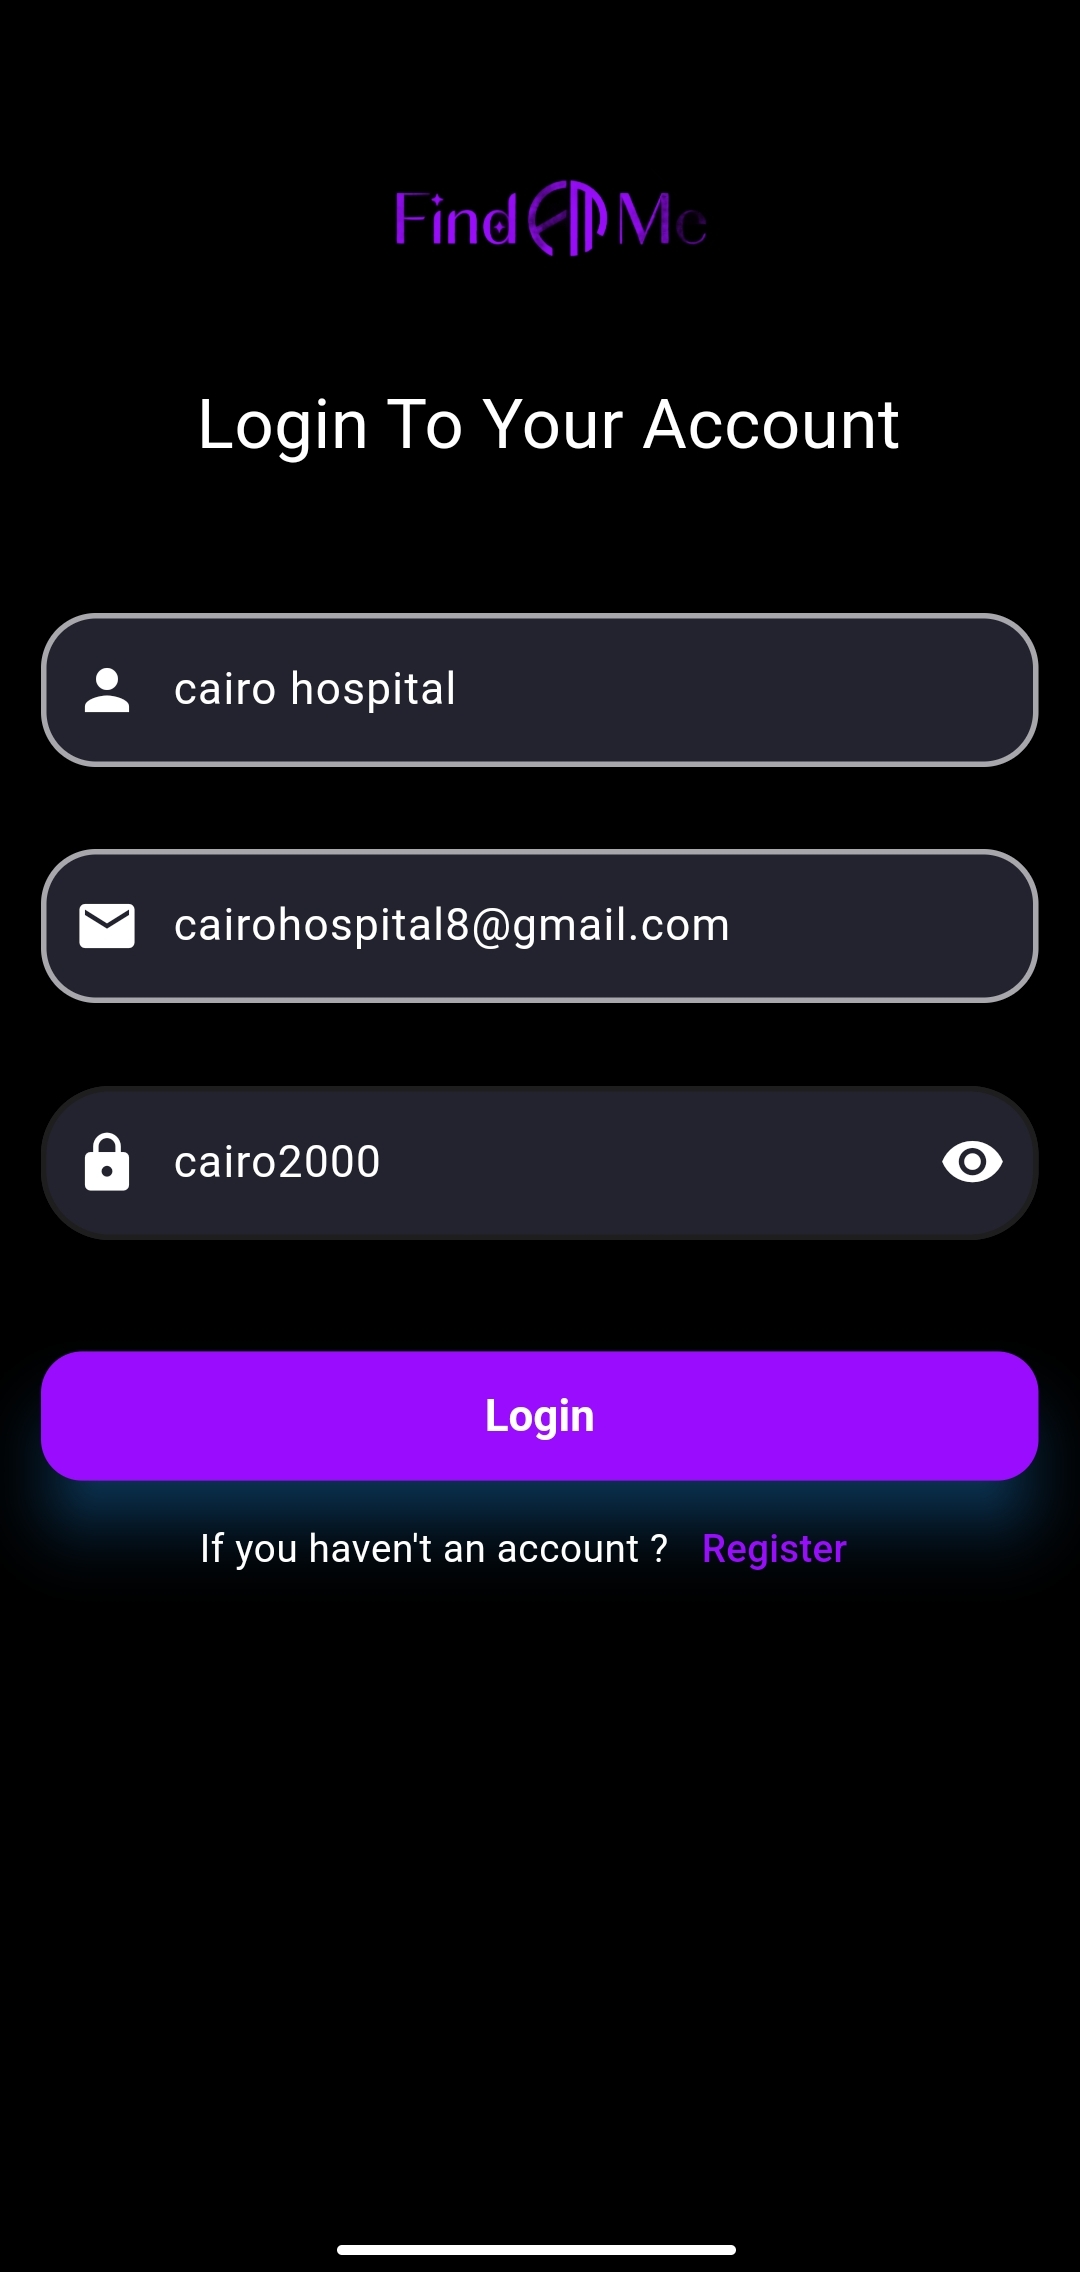 Find Me
Login To Your Account
cairo hospital
cairohospital8@gmail.com
cairo2000
Login
If you haven't an account ? Register